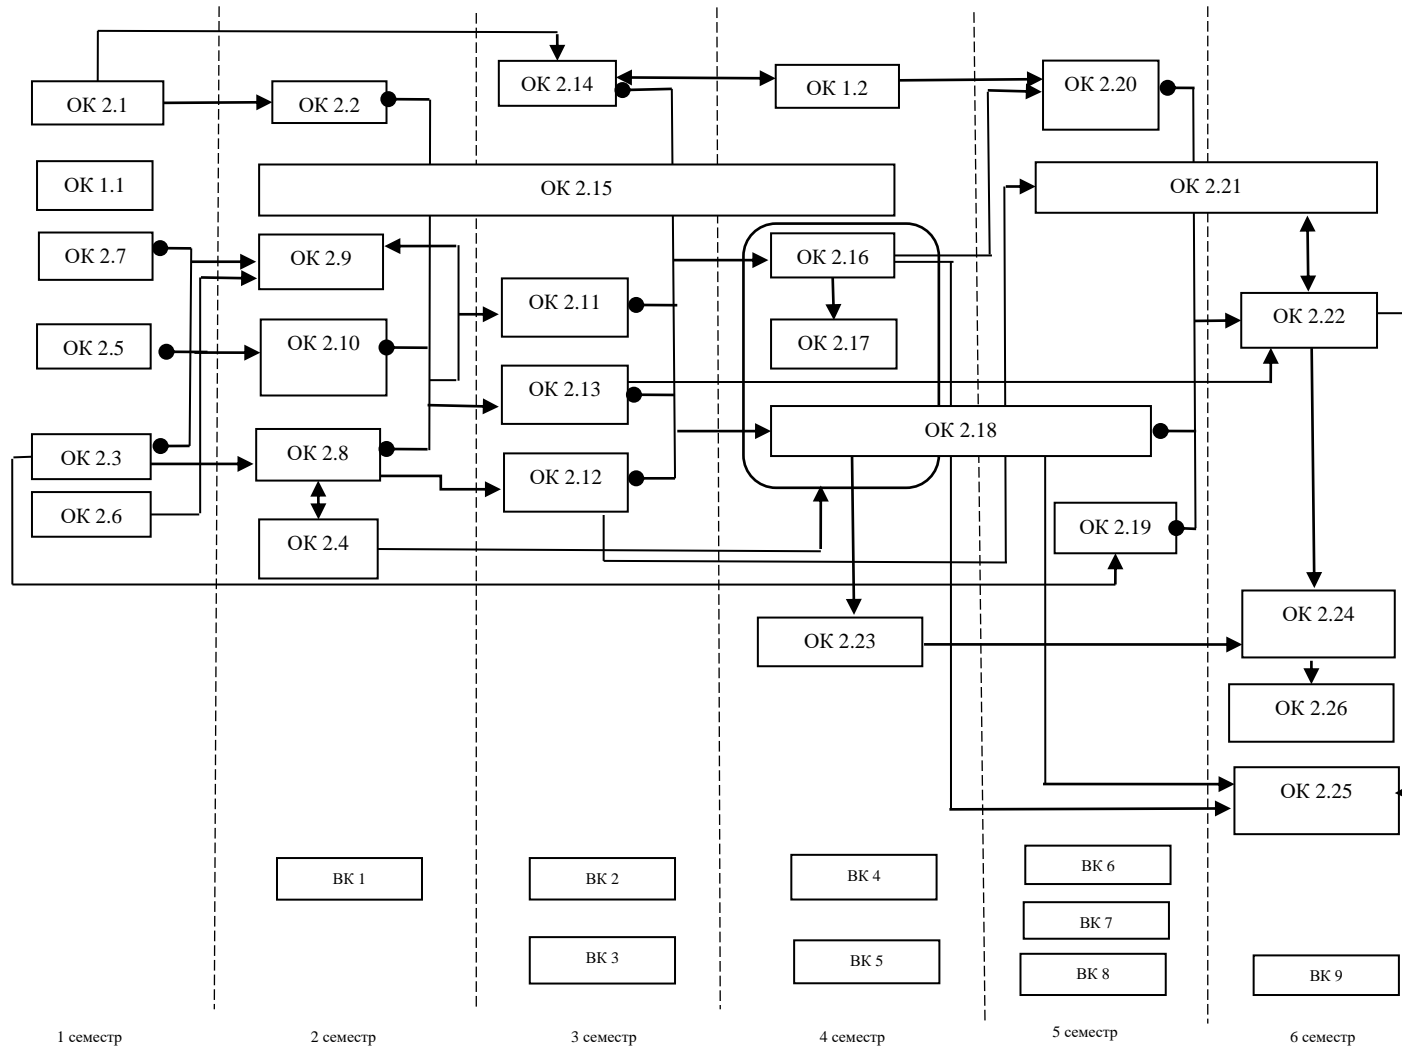 ОК 2.1
ОК 2.2
ОК 2.14
ОК 1.2
ОК 2.20
ОК 1.1
ОК 2.15
ОК 2.21
ОК 2.7
ОК 2.9
ОК 2.16
ОК 2.11
ОК 2.22
ОК 2.5
ОК 2.10
ОК 2.17
ОК 2.13
ОК 2.18
ОК 2.3
ОК 2.8
ОК 2.12
ОК 2.6
ОК 2.4
ОК 2.19
ОК 2.23
ОК 2.24
ОК 2.26
ОК 2.25
ВК 1
ВК 2
ВК 4
ВК 6
ВК 7
ВК 3
ВК 5
ВК 8
ВК 9
1 семестр
2 семестр
3 семестр
4 семестр
5 семестр
6 семестр